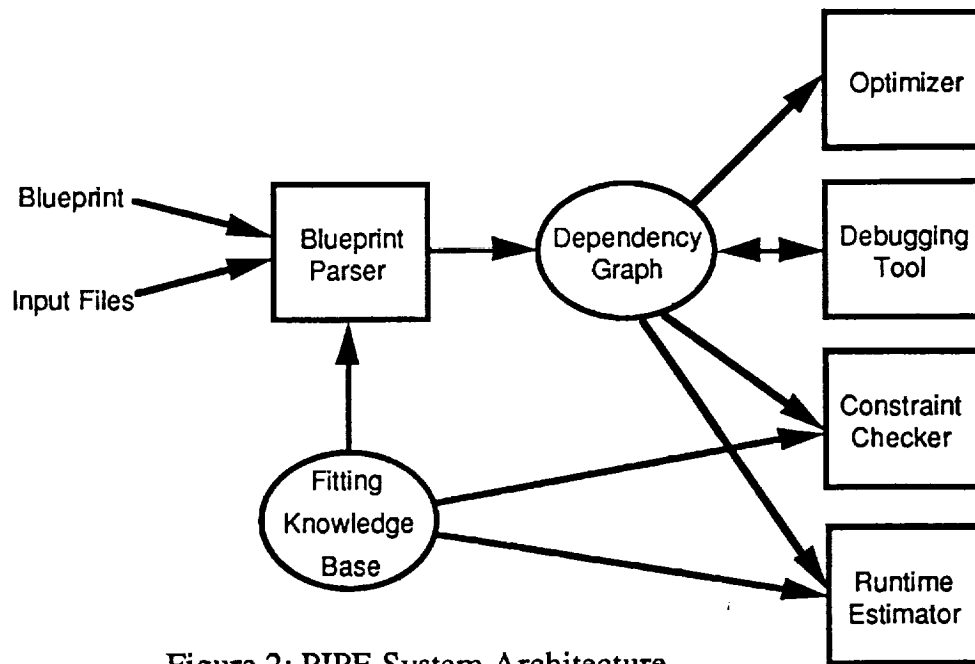 Optimizer
Blueprint
Input Files
Blueprint
Parser
Dependency
Graph
Debugging
Tool
Constraint
Checker
Fitting
Knowledge
Base
Runtime
Estimator
Figure 2: PIPE System Architecture